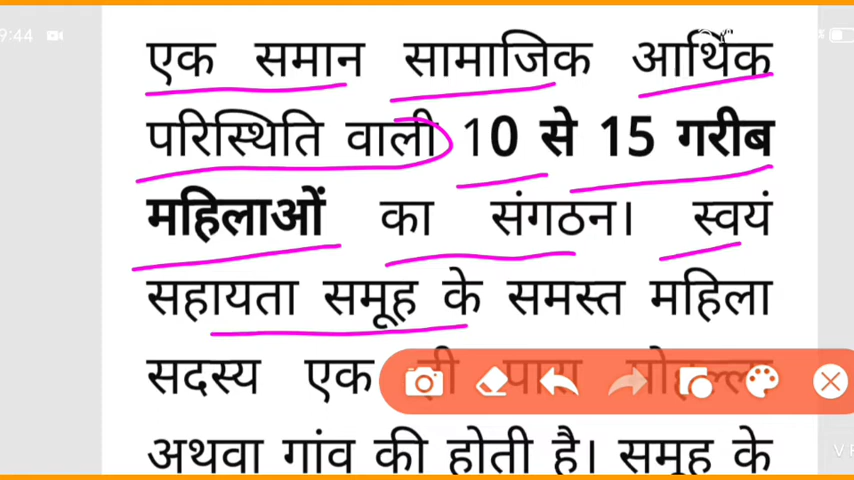 9:44
एक समान सामाजिक आर्थिक
परिस्थिति वाली 10 से 15 गरीब
महिलाओं का संगठन। स्वयं
सहायता समूह के समस्त महिला
सदस्य एक ही पारा मोहल्ला
अथवा गांव की होती है। समूह के